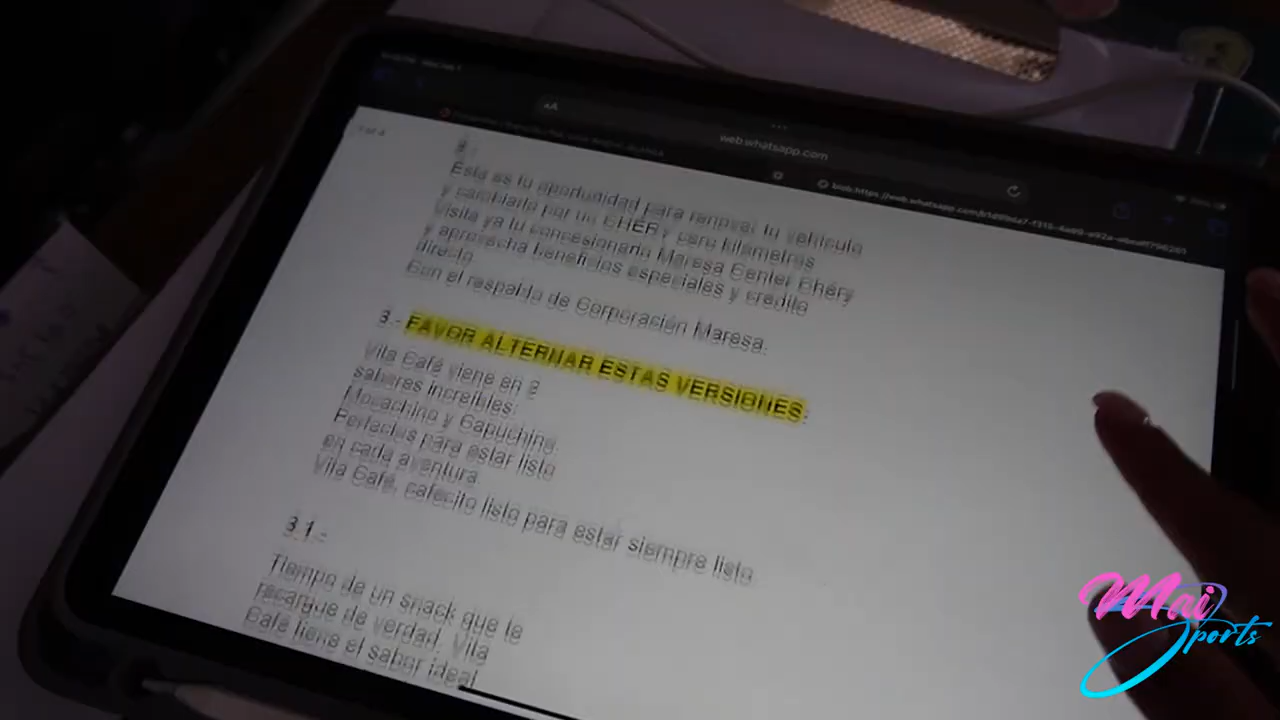 web.whatsapp.com
2.-
Esta es tu oportunidad para renovar tu vehículo
y cambiarlo por un CHERY cero kilómetros
Visita ya tu concesionario Maresa Center Chery
y aprovecha beneficios especiales y crédito
directo.
Con el respaldo de Corporación Maresa.
3.- FAVOR ALTERNAR ESTAS VERSIONES:
Vila Café viene en 2
sabores increíbles:
Mocachino y Capuchino.
Perfectos para estar listo
en cada aventura.
Vila Café, cafecito listo para estar siempre listo
3.1.-
Tiempo de un snack que te
recargue de verdad. Vila
Café tiene el sabor ideal
Mai
Sports